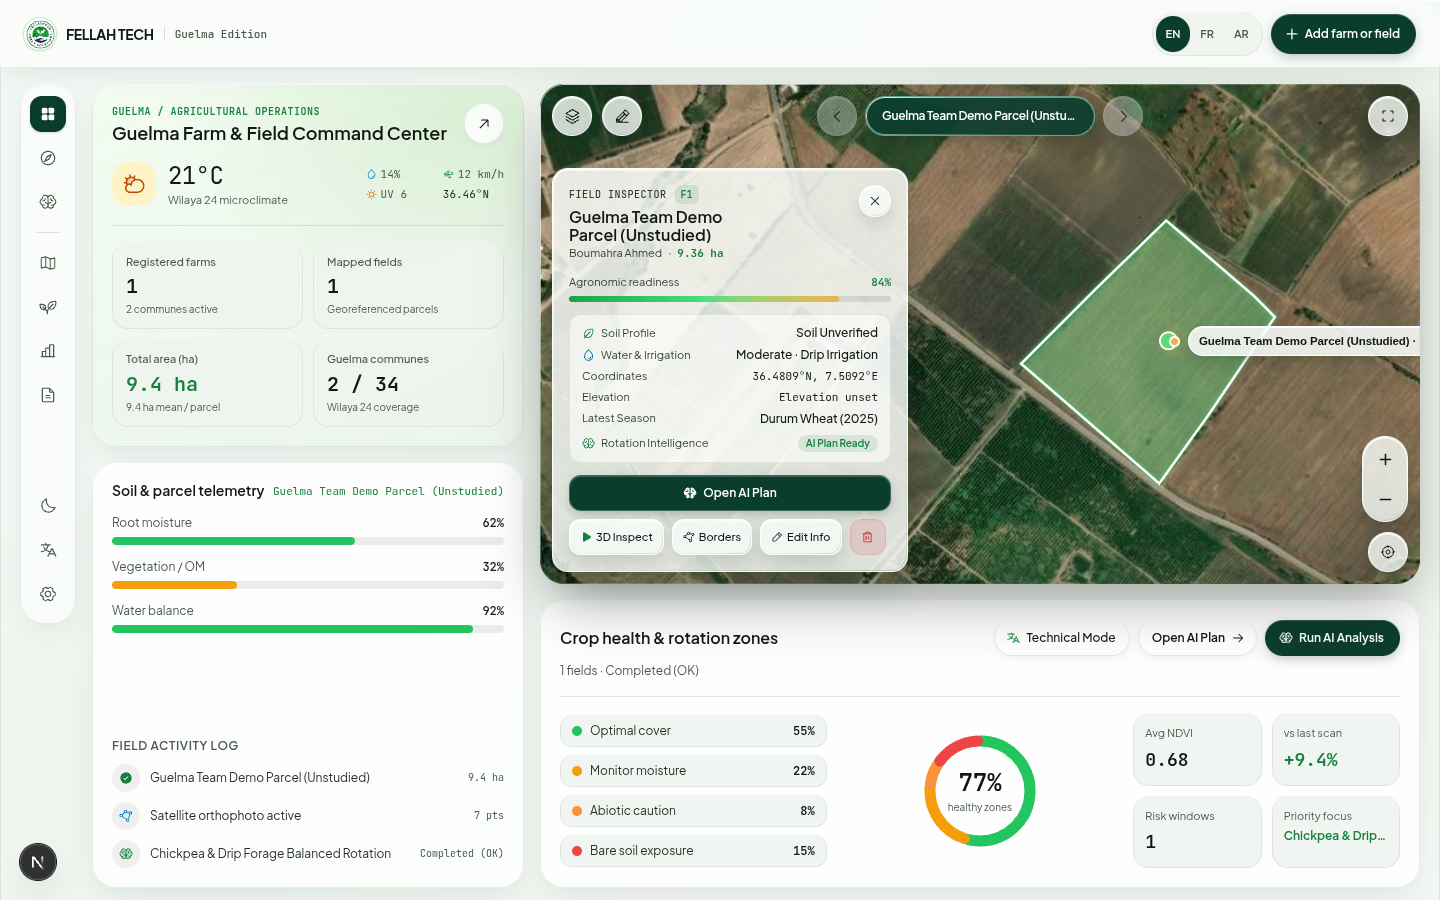 FELLAH TECH
Guelma Edition
EN
FR
AR
Add farm or field
GUELMA / AGRICULTURAL OPERATIONS
Guelma Farm & Field Command Center
21°C
Wilaya 24 microclimate
14%
12 km/h
UV 6
36.46°N
Registered farms
1
2 communes active
Mapped fields
1
Georeferenced parcels
Total area (ha)
9.4 ha
9.4 ha mean / parcel
Guelma communes
2 / 34
Wilaya 24 coverage
Soil & parcel telemetry
Guelma Team Demo Parcel (Unstudied)
Root moisture
62%
Vegetation / OM
32%
Water balance
92%
FIELD ACTIVITY LOG
Guelma Team Demo Parcel (Unstudied)
9.4 ha
Satellite orthophoto active
7 pts
Chickpea & Drip Forage Balanced Rotation
Completed (OK)
N
Guelma Team Demo Parcel (Unstu...
FIELD INSPECTOR
F1
Guelma Team Demo
Parcel (Unstudied)
Boumahra Ahmed · 9.36 ha
Agronomic readiness
84%
Soil Profile
Soil Unverified
Water & Irrigation
Moderate · Drip Irrigation
Coordinates
36.4809°N, 7.5092°E
Elevation
Elevation unset
Latest Season
Durum Wheat (2025)
Rotation Intelligence
AI Plan Ready
Open AI Plan
3D Inspect
Borders
Edit Info
Guelma Team Demo Parcel (Unstudied) ·
Crop health & rotation zones
Technical Mode
Open AI Plan
Run AI Analysis
1 fields · Completed (OK)
Optimal cover
55%
Monitor moisture
22%
Abiotic caution
8%
Bare soil exposure
15%
77%
healthy zones
Avg NDVI
0.68
vs last scan
+9.4%
Risk windows
1
Priority focus
Chickpea & Drip...